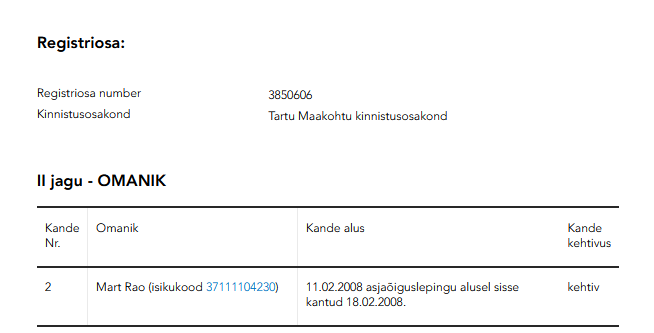 Registriosa:
Registriosa number 3850606
Kinnistusosakond Tartu Maakohtu kinnistusosakond
II jagu - OMANIK
Kande Nr. Omanik Kande alus Kande kehtivus
2 Mart Rao (isikukood 37111104230) 11.02.2008 asjaõiguslepingu alusel sisse kantud 18.02.2008. kehtiv